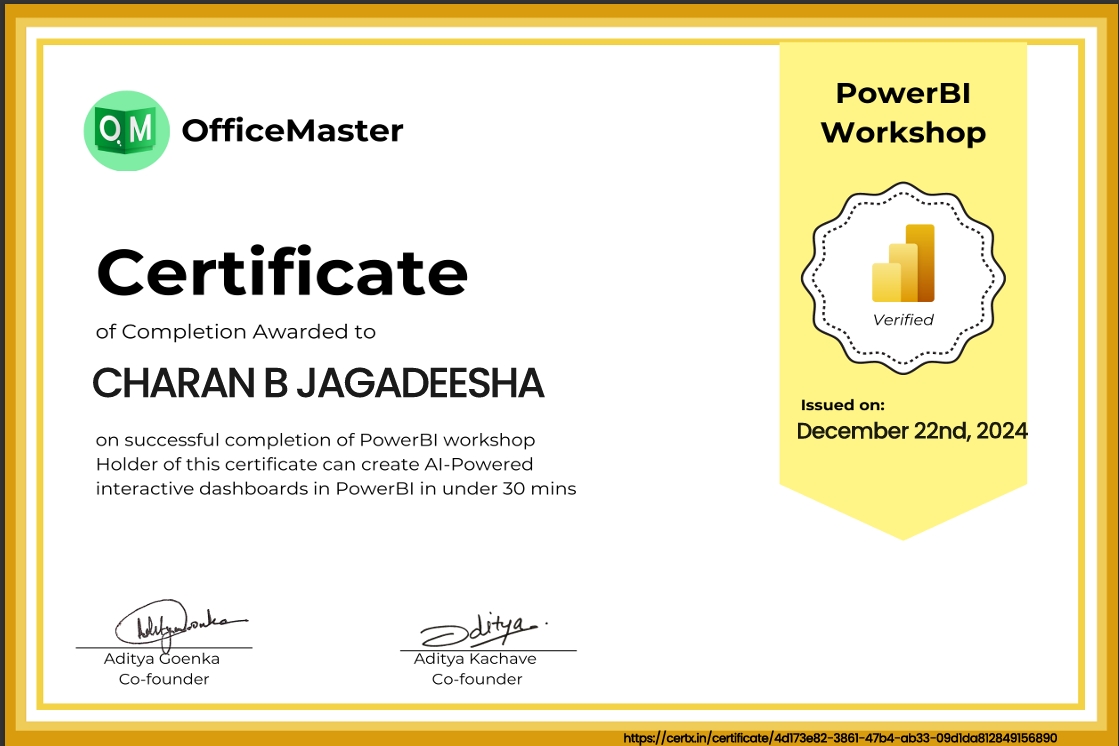 OM
OfficeMaster
PowerBI
Workshop
Certificate
of Completion Awarded to
CHARAN B JAGADEESHA
on successful completion of PowerBI workshop
Holder of this certificate can create AI-Powered
interactive dashboards in PowerBI in under 30 mins
Verified
Issued on:
December 22nd, 2024
Aditya Goenka
Co-founder
Aditya.
Aditya Kachave
Co-founder
https://certx.in/certificate/4d173e82-3861-47b4-ab33-09d1da812849156890